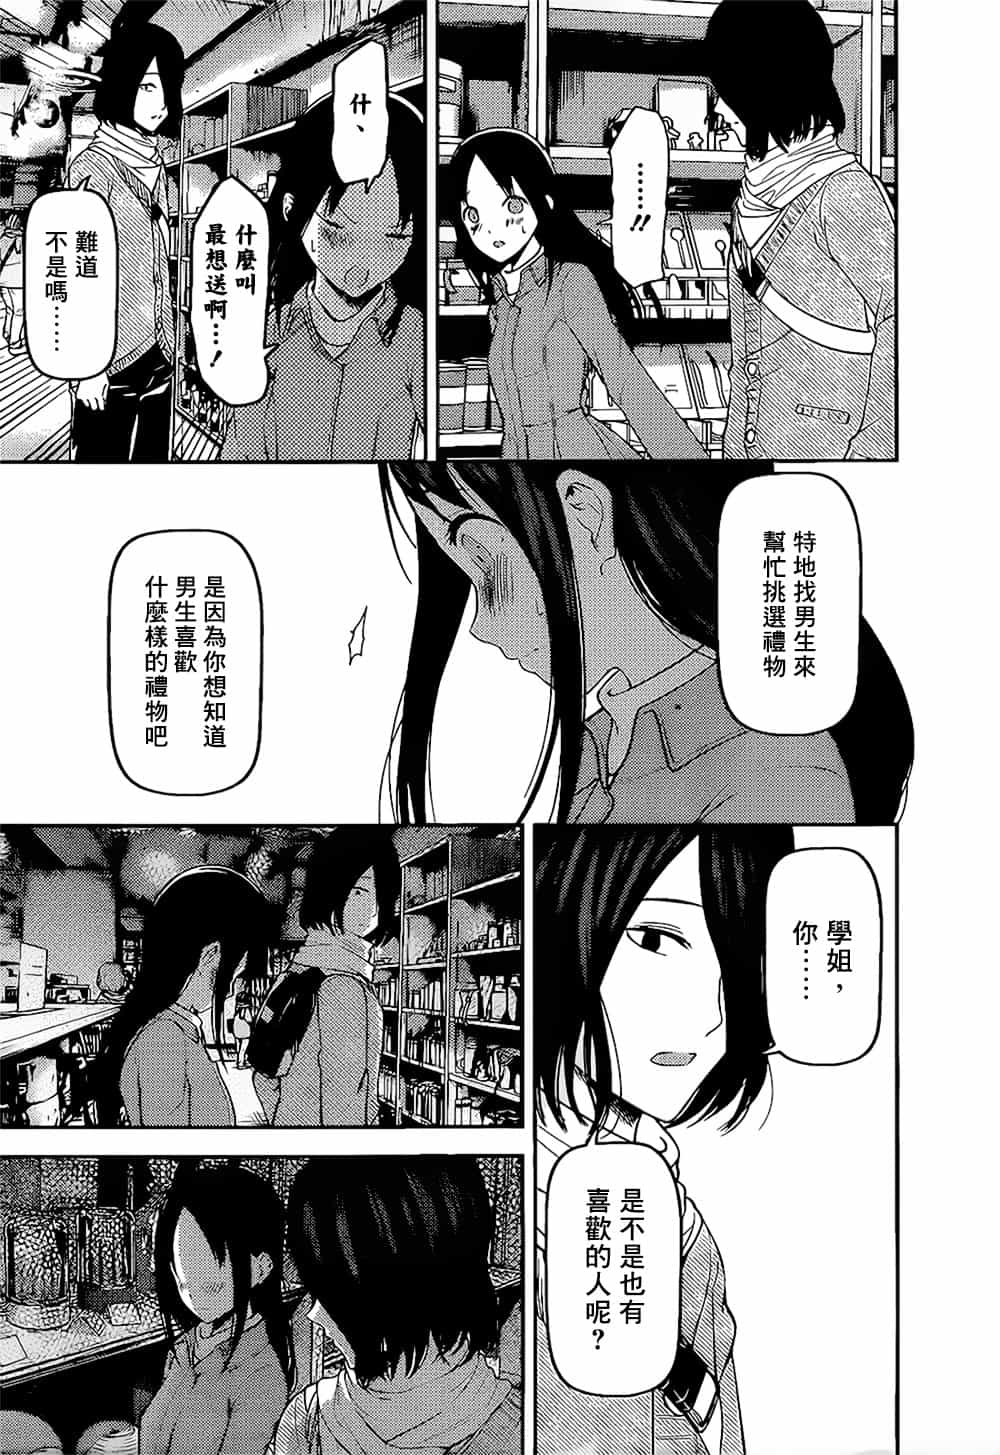 ……!!
什、
什麼叫
最想送啊…!!
難道
不是嗎……
特地找男生來
幫忙挑選禮物
是因為你想知道
男生喜歡
什麼樣的禮物吧
學姐，
你……
是不是也有
喜歡的人呢？